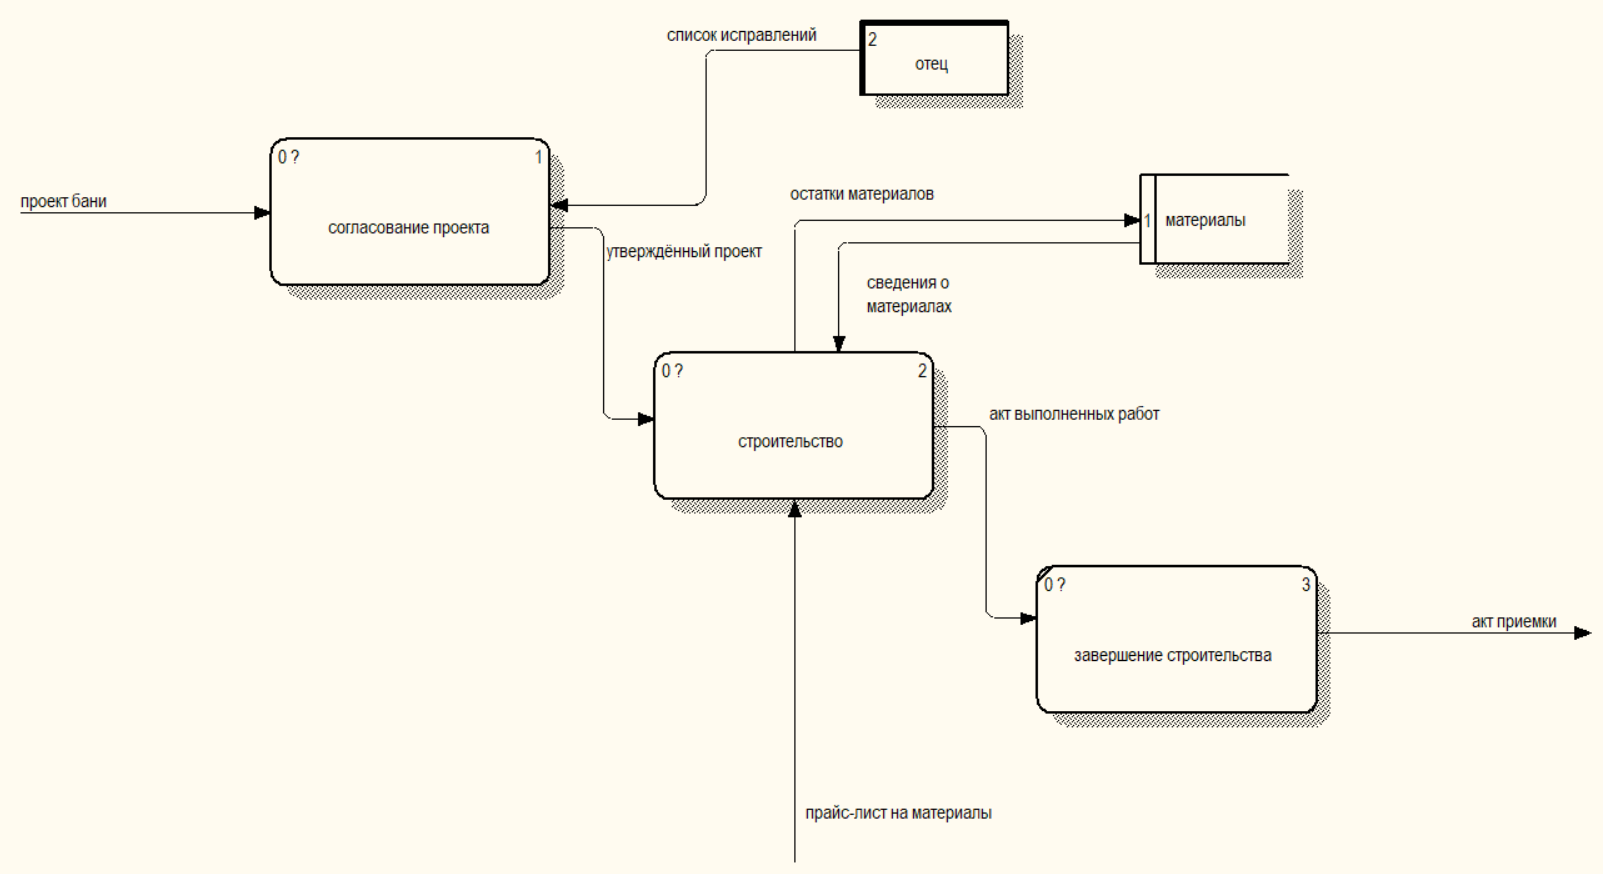 список исправлений
2
отец
0 ?
1
проект бани
согласование проекта
остатки материалов
1
материалы
утверждённый проект
сведения о
материалах
0 ?
2
акт выполненных работ
строительство
0 ?
3
акт приемки
завершение строительства
прайс-лист на материалы